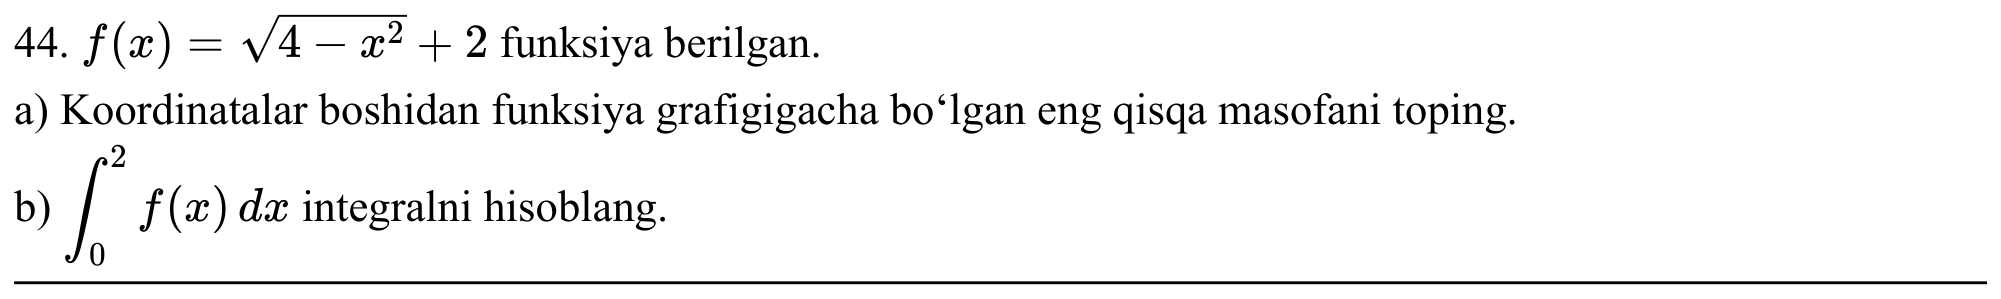 44. f(x) = √(4 − x²) + 2 funksiya berilgan.
a) Koordinatalar boshidan funksiya grafigigacha bo‘lgan eng qisqa masofani toping.
b) ∫₀² f(x) dx integralni hisoblang.